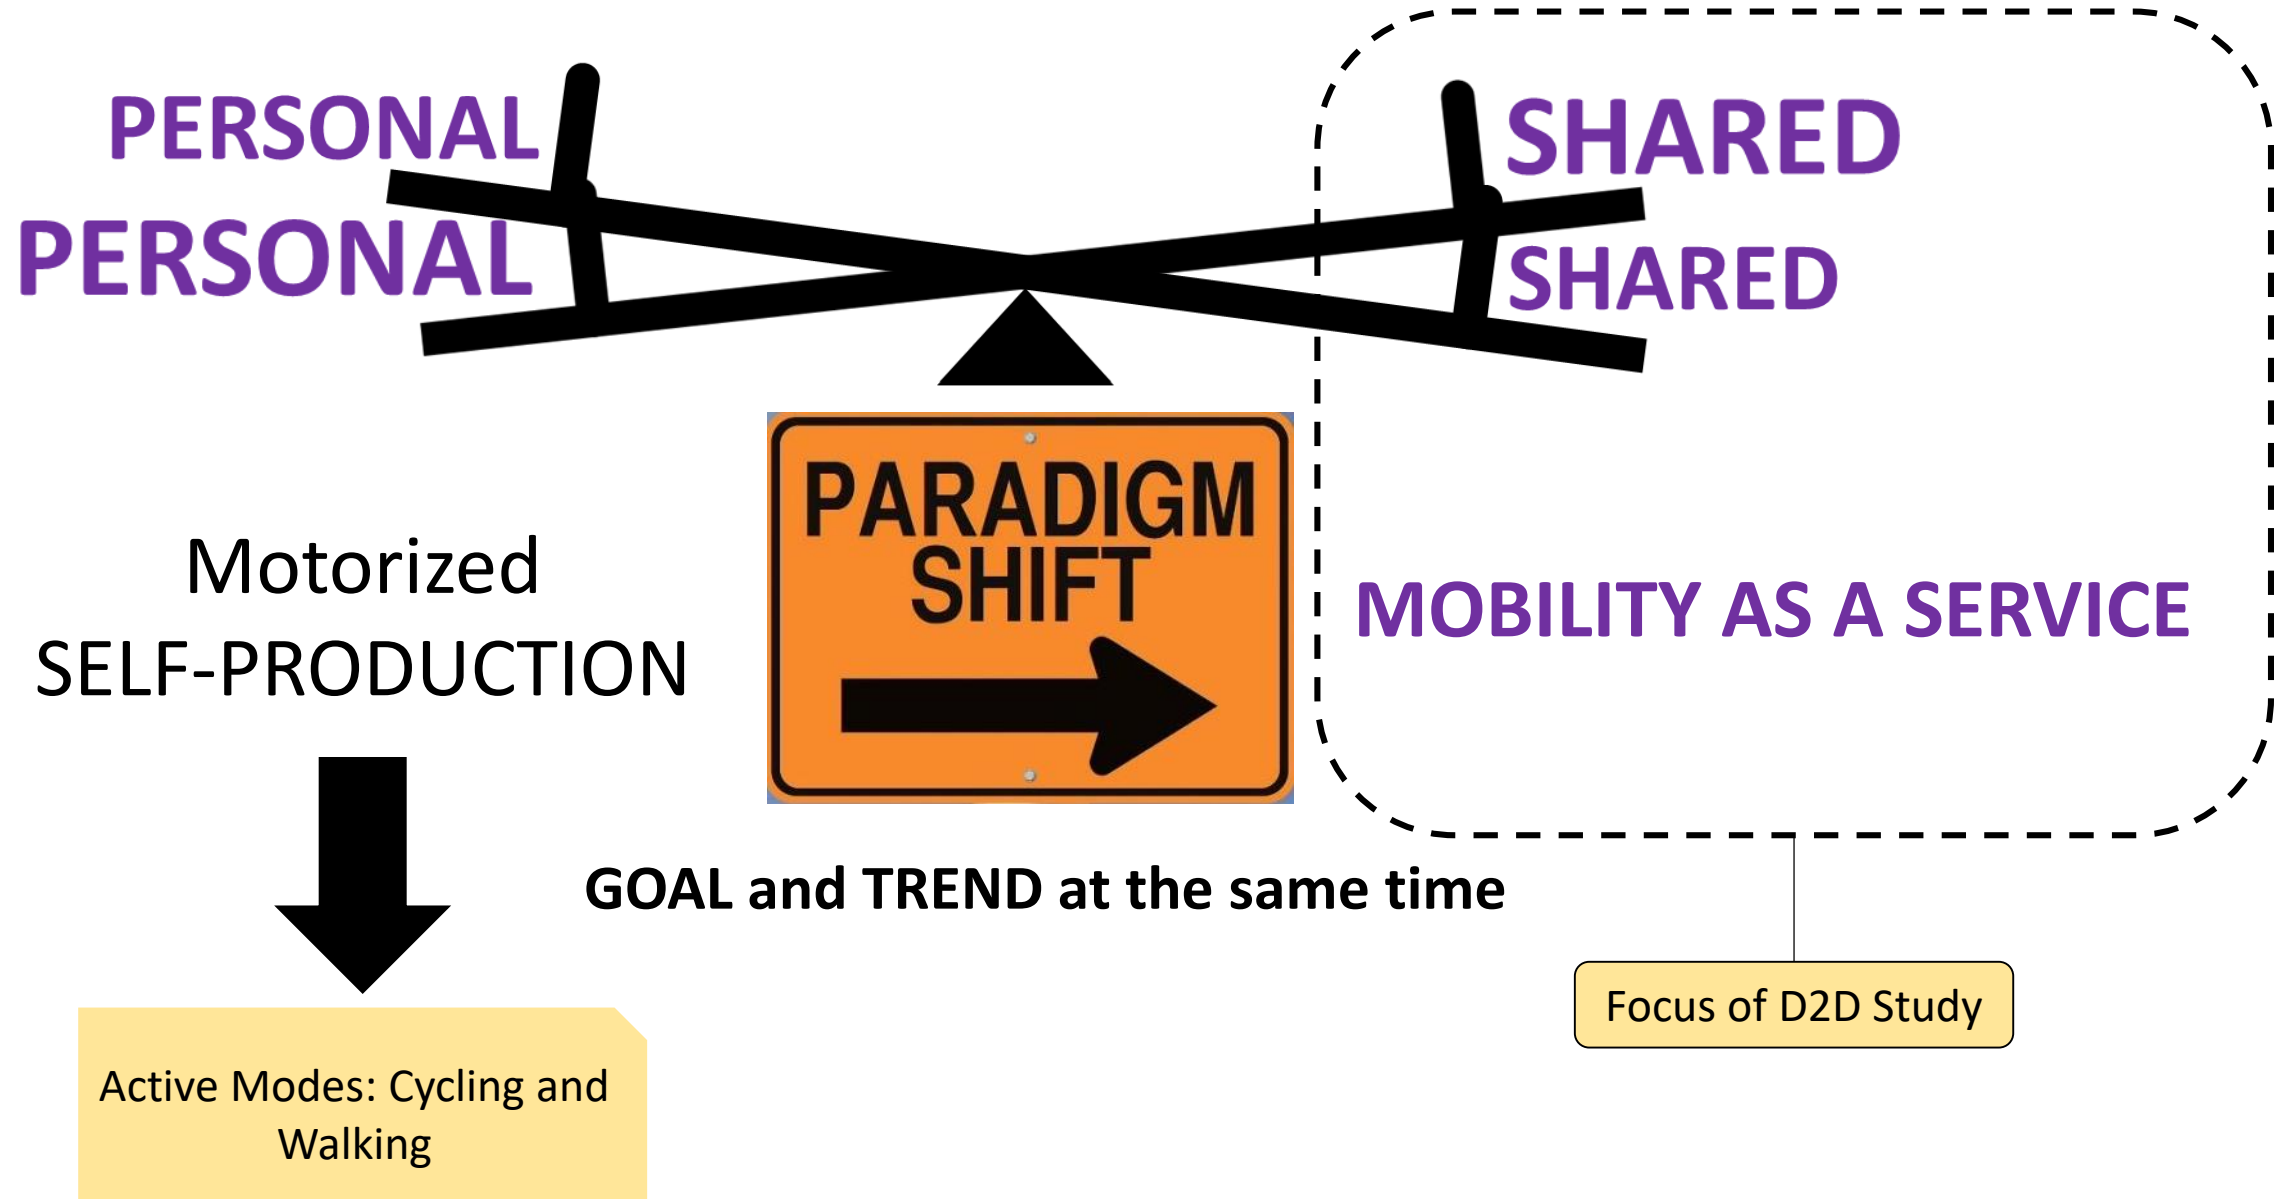 PERSONAL
PERSONAL
SHARED
SHARED
PARADIGM
SHIFT
Motorized
SELF-PRODUCTION
MOBILITY AS A SERVICE
GOAL and TREND at the same time
Focus of D2D Study
Active Modes: Cycling and
Walking